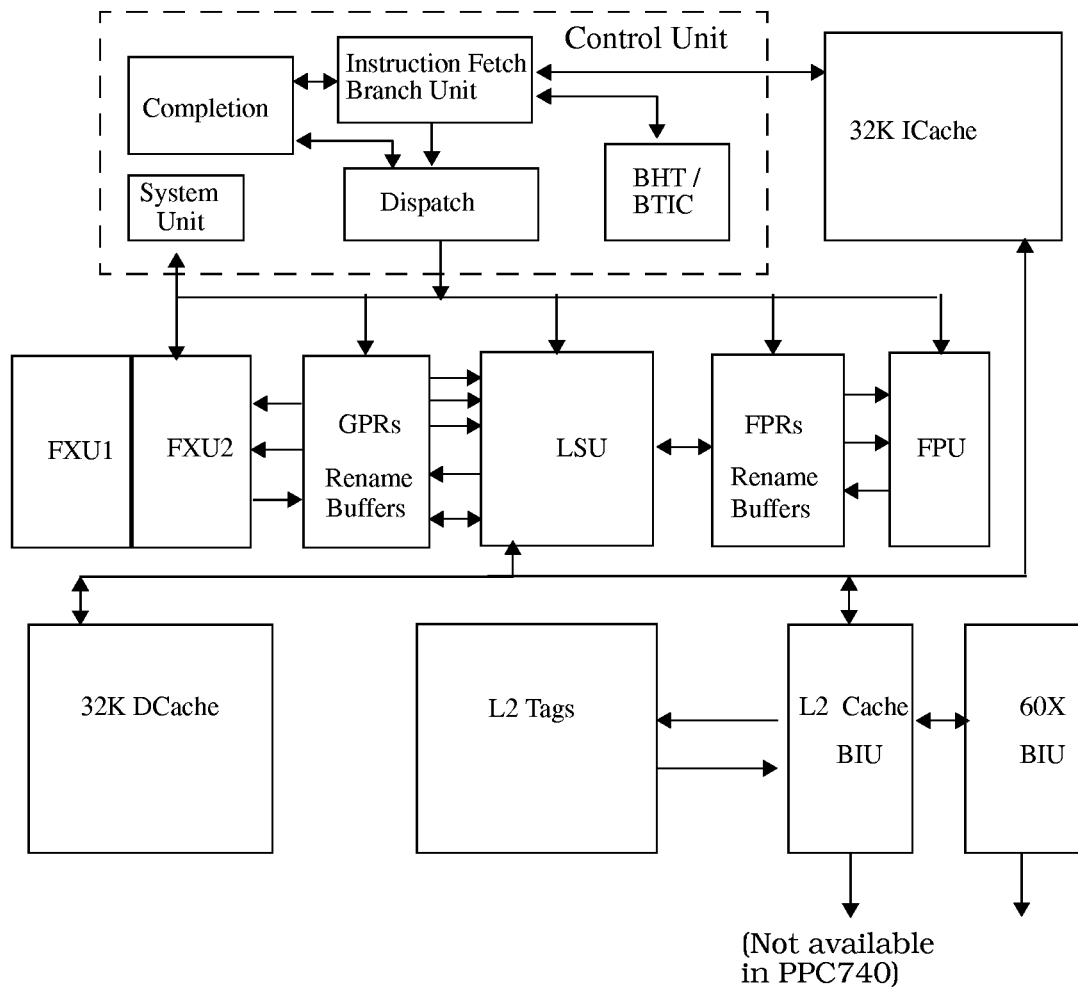 Control Unit
Instruction Fetch
Branch Unit
Completion
32K ICache
System
Unit
Dispatch
BHT /
BTIC
FXU1
FXU2
GPRs
Rename
Buffers
LSU
FPRs
Rename
Buffers
FPU
32K DCache
L2 Tags
L2 Cache
BIU
60X
BIU
(Not available
in PPC740)